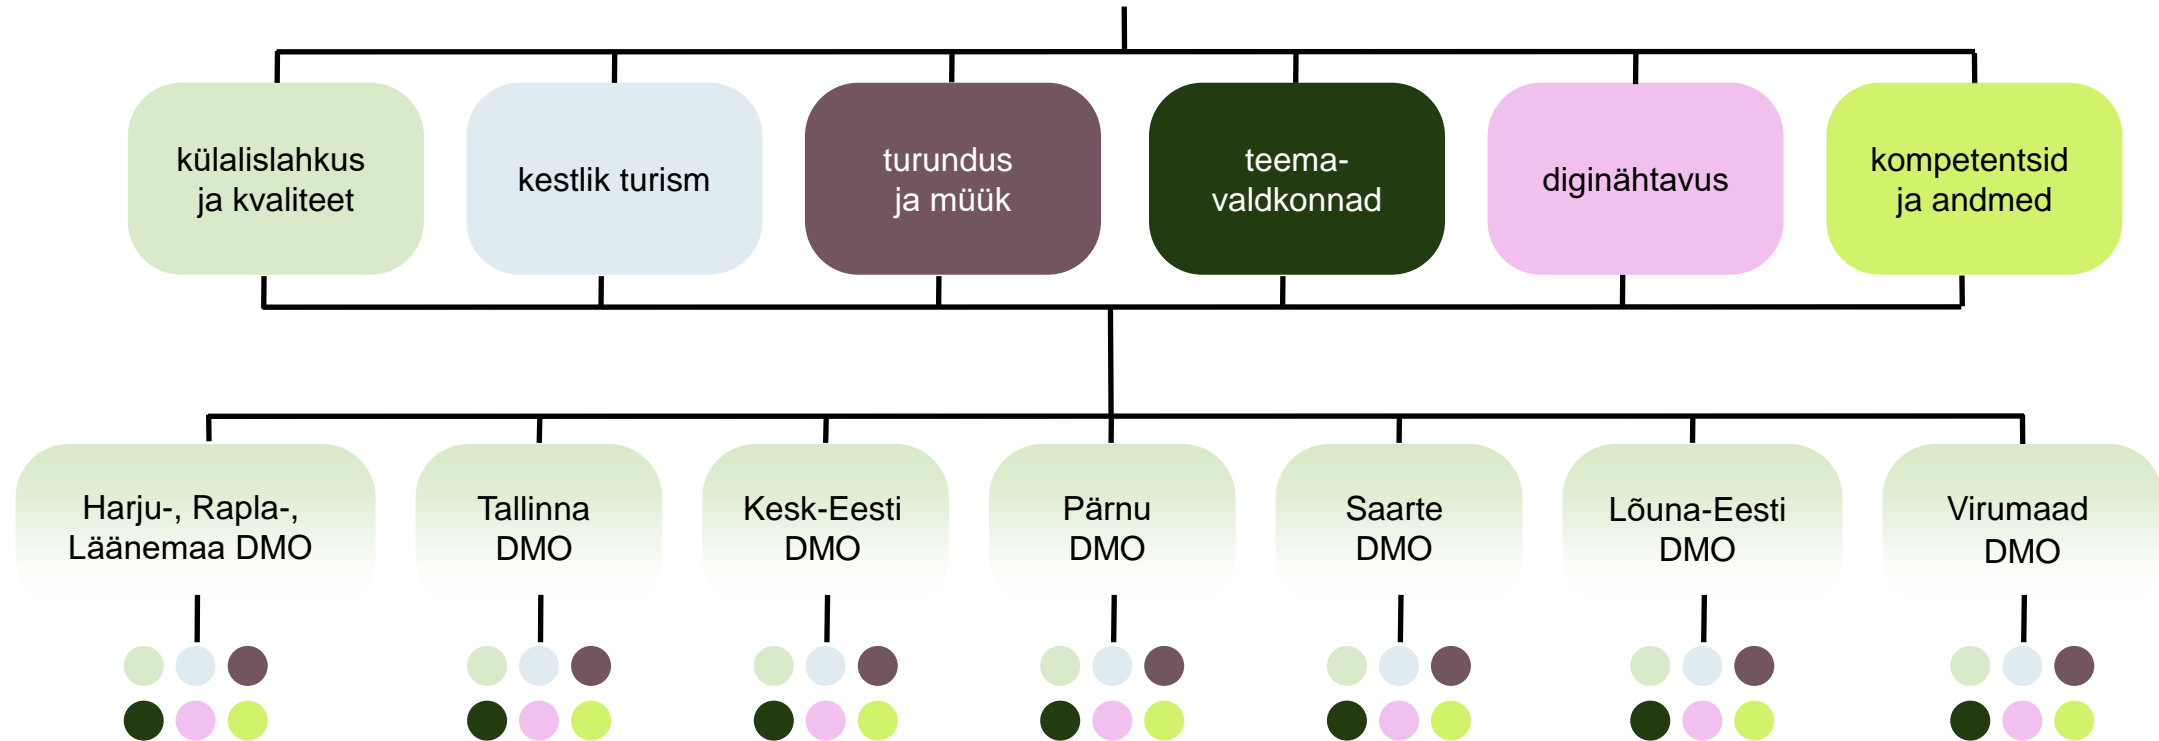 külalislahkus
ja kvaliteet
kestlik turism
turundus
ja müük
teema-
valdkonnad
diginähtavus
kompetentsid
ja andmed
Harju-, Rapla-,
Läänemaa DMO
Tallinna
DMO
Kesk-Eesti
DMO
Pärnu
DMO
Saarte
DMO
Lõuna-Eesti
DMO
Virumaad
DMO